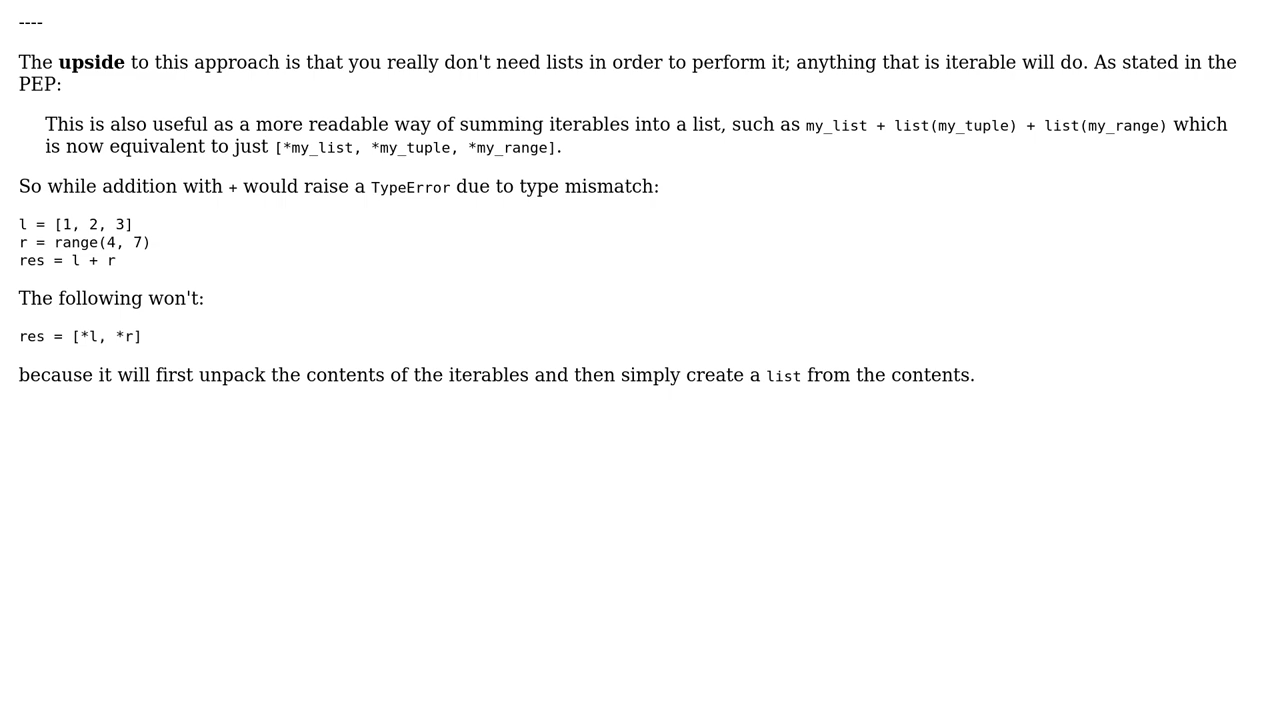 ----
The upside to this approach is that you really don't need lists in order to perform it; anything that is iterable will do. As stated in the
PEP:
This is also useful as a more readable way of summing iterables into a list, such as my_list + list(my_tuple) + list(my_range) which
is now equivalent to just [*my_list, *my_tuple, *my_range].
So while addition with + would raise a TypeError due to type mismatch:
l = [1, 2, 3]
r = range(4, 7)
res = l + r
The following won't:
res = [*l, *r]
because it will first unpack the contents of the iterables and then simply create a list from the contents.